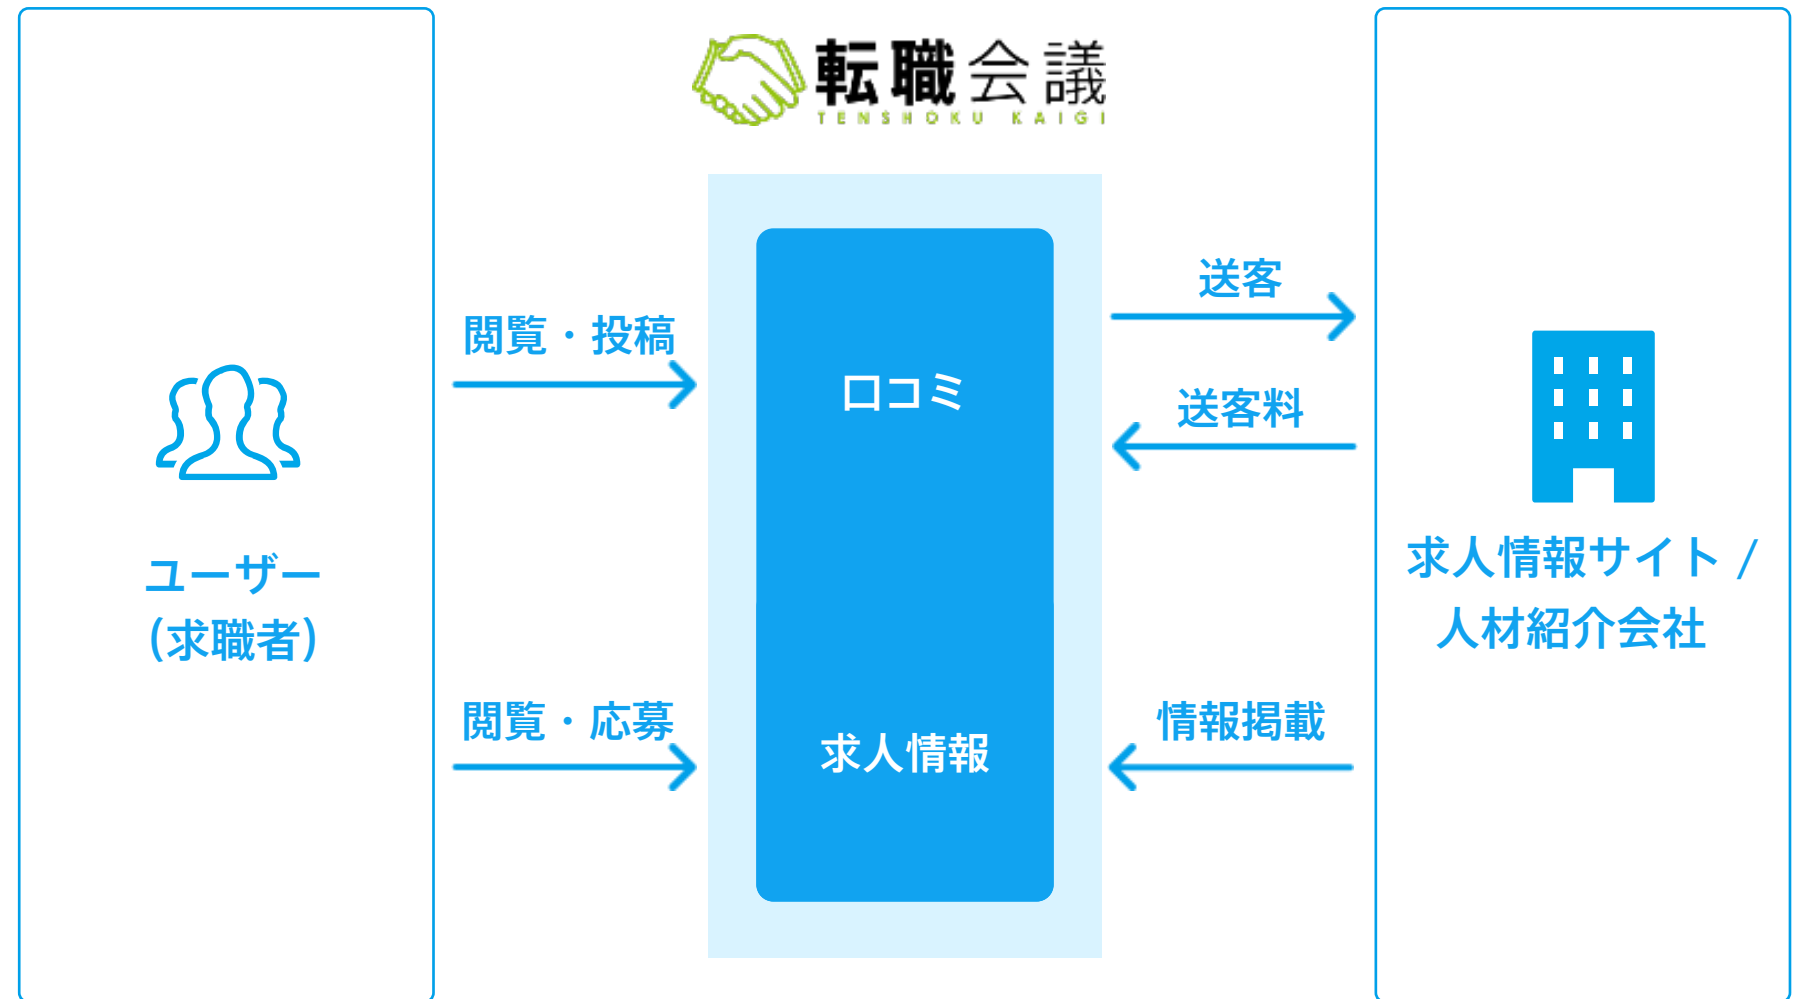 転職会議
TENSHOKU KAIGI
ユーザー
(求職者)
閲覧・投稿
閲覧・応募
口コミ
求人情報
送客
送客料
情報掲載
求人情報サイト /
人材紹介会社